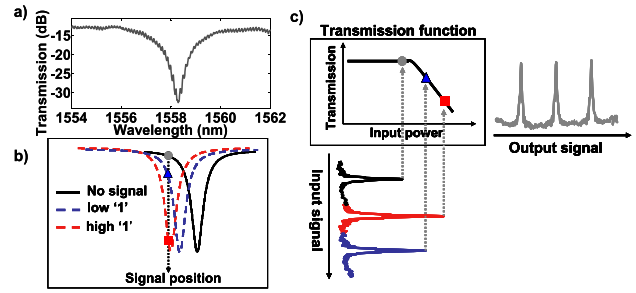 a)
Transmission (dB)
-15
-20
-25
-30
1554
1556
1558
1560
1562
Wavelength (nm)
b)
No signal
low ‘1’
high ‘1’
Signal position
c)
Transmission function
Transmission
Input power
Input signal
Output signal